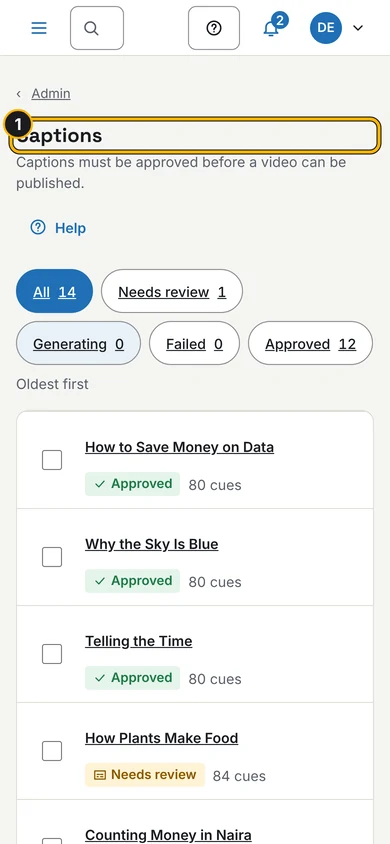 2
DE
‹ Admin
1
Captions
Captions must be approved before a video can be
published.
Help
All 14
Needs review 1
Generating 0
Failed 0
Approved 12
Oldest first
How to Save Money on Data
Approved 80 cues
Why the Sky Is Blue
Approved 80 cues
Telling the Time
Approved 80 cues
How Plants Make Food
Needs review 84 cues
Counting Money in Naira